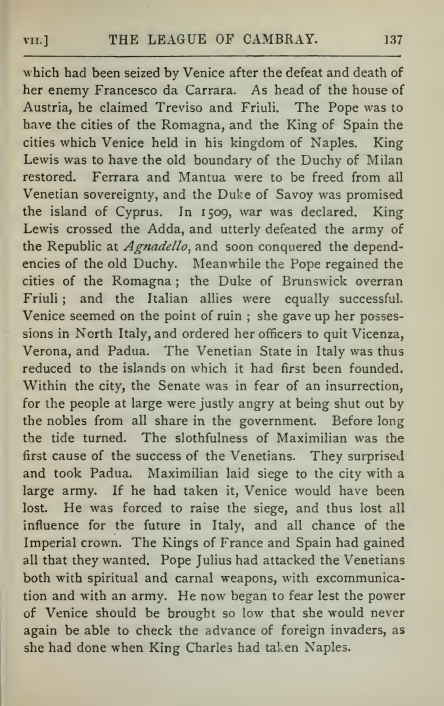 VII.] THE LEAGUE OF CAMBRAY. 137
which had been seized by Venice after the defeat and death of
her enemy Francesco da Carrara. As head of the house of
Austria, he claimed Treviso and Friuli. The Pope was to
have the cities of the Romagna, and the King of Spain the
cities which Venice held in his kingdom of Naples. King
Lewis was to have the old boundary of the Duchy of Milan
restored. Ferrara and Mantua were to be freed from all
Venetian sovereignty, and the Duke of Savoy was promised
the island of Cyprus. In 1509, war was declared. King
Lewis crossed the Adda, and utterly defeated the army of
the Republic at Agnadello, and soon conquered the depend-
encies of the old Duchy. Meanwhile the Pope regained the
cities of the Romagna ; the Duke of Brunswick overran
Friuli ; and the Italian allies were equally successful.
Venice seemed on the point of ruin ; she gave up her posses-
sions in North Italy, and ordered her officers to quit Vicenza,
Verona, and Padua. The Venetian State in Italy was thus
reduced to the islands on which it had first been founded.
Within the city, the Senate was in fear of an insurrection,
for the people at large were justly angry at being shut out by
the nobles from all share in the government. Before long
the tide turned. The slothfulness of Maximilian was the
first cause of the success of the Venetians. They surprised
and took Padua. Maximilian laid siege to the city with a
large army. If he had taken it, Venice would have been
lost. He was forced to raise the siege, and thus lost all
influence for the future in Italy, and all chance of the
Imperial crown. The Kings of France and Spain had gained
all that they wanted. Pope Julius had attacked the Venetians
both with spiritual and carnal weapons, with excommunica-
tion and with an army. He now began to fear lest the power
of Venice should be brought so low that she would never
again be able to check the advance of foreign invaders, as
she had done when King Charles had taken Naples.